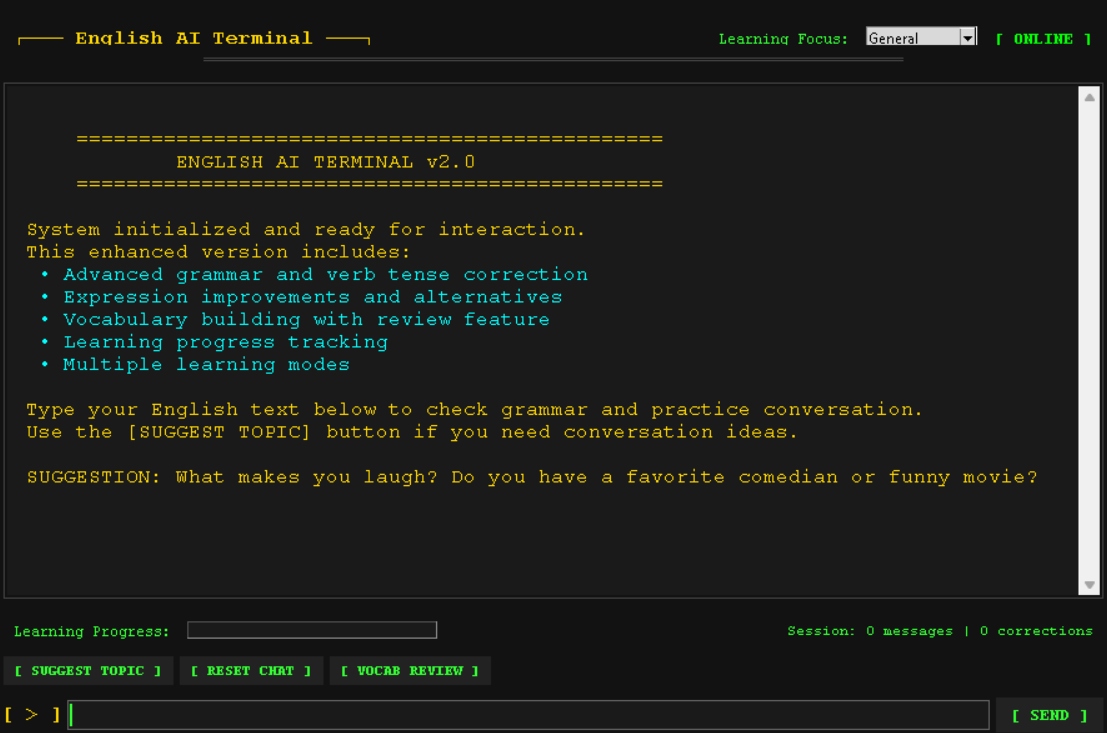 English AI Terminal
Learning Focus: General [ ONLINE ]
===============================================
ENGLISH AI TERMINAL v2.0
===============================================
System initialized and ready for interaction.
This enhanced version includes:
• Advanced grammar and verb tense correction
• Expression improvements and alternatives
• Vocabulary building with review feature
• Learning progress tracking
• Multiple learning modes
Type your English text below to check grammar and practice conversation.
Use the [SUGGEST TOPIC] button if you need conversation ideas.
SUGGESTION: What makes you laugh? Do you have a favorite comedian or funny movie?
Learning Progress:
Session: 0 messages | 0 corrections
[ SUGGEST TOPIC ] [ RESET CHAT ] [ VOCAB REVIEW ]
[ > ]
[ SEND ]